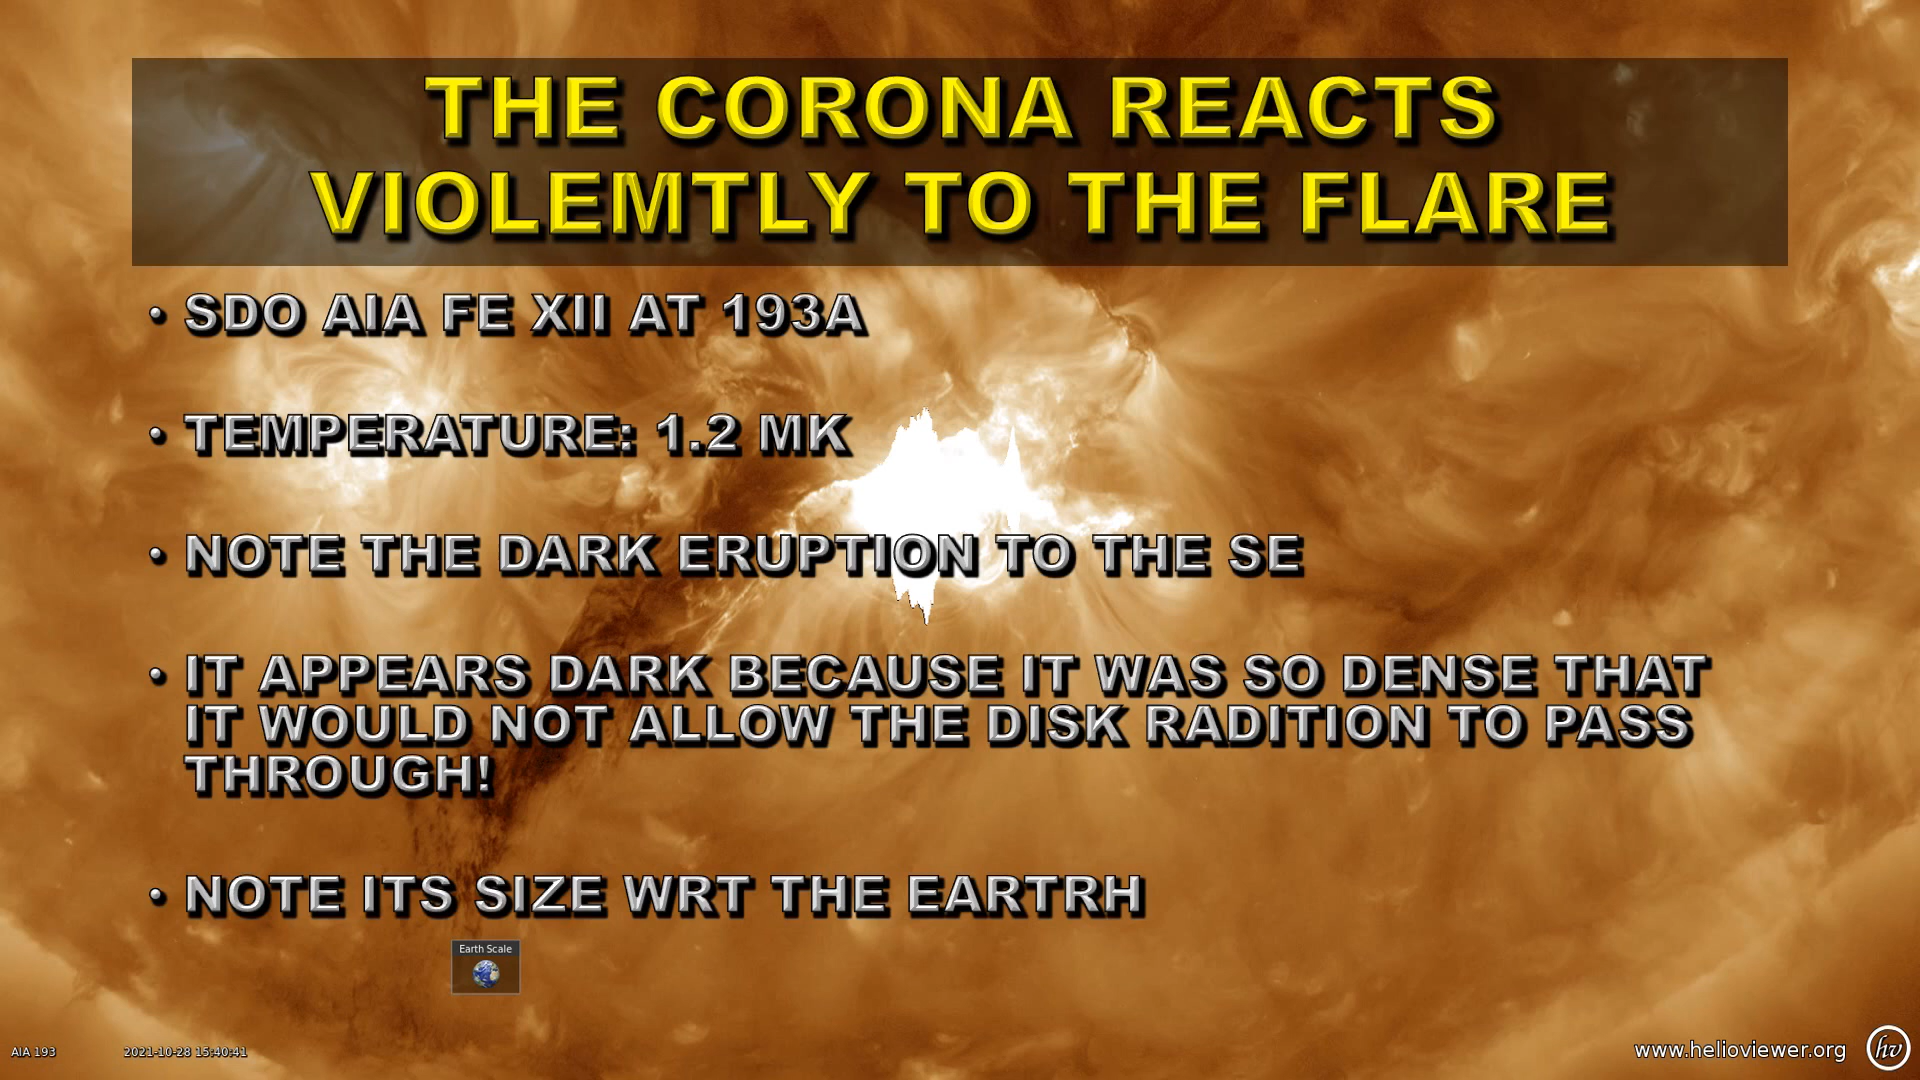 THE CORONA REACTS
VIOLEMTLY TO THE FLARE
• SDO AIA FE XII AT 193A
• TEMPERATURE: 1.2 MK
• NOTE THE DARK ERUPTION TO THE SE
• IT APPEARS DARK BECAUSE IT WAS SO DENSE THAT
IT WOULD NOT ALLOW THE DISK RADITION TO PASS
THROUGH!
• NOTE ITS SIZE WRT THE EARTRH
Earth Scale
AIA 193 2021-10-28 15:40:41
www.helioviewer.org hv